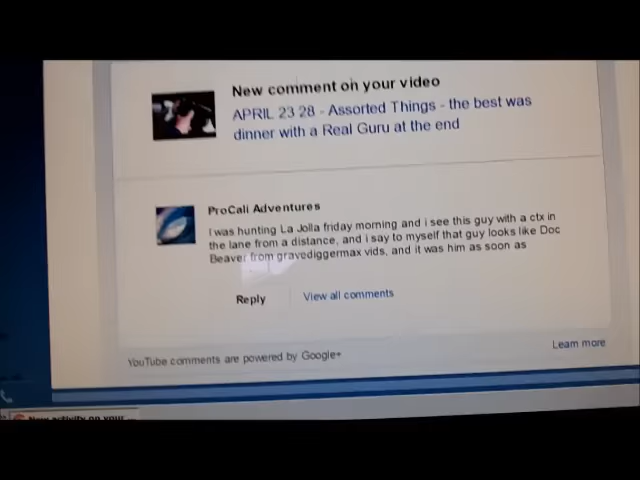 New comment on your video
APRIL 23 28 - Assorted Things - the best was
dinner with a Real Guru at the end
ProCali Adventures
I was hunting La Jolla friday morning and i see this guy with a ctx in
the lane from a distance, and i say to myself that guy looks like Doc
Beaver from gravediggermax vids, and it was him as soon as
Reply
View all comments
Learn more
YouTube comments are powered by Google+
New activity on your ...